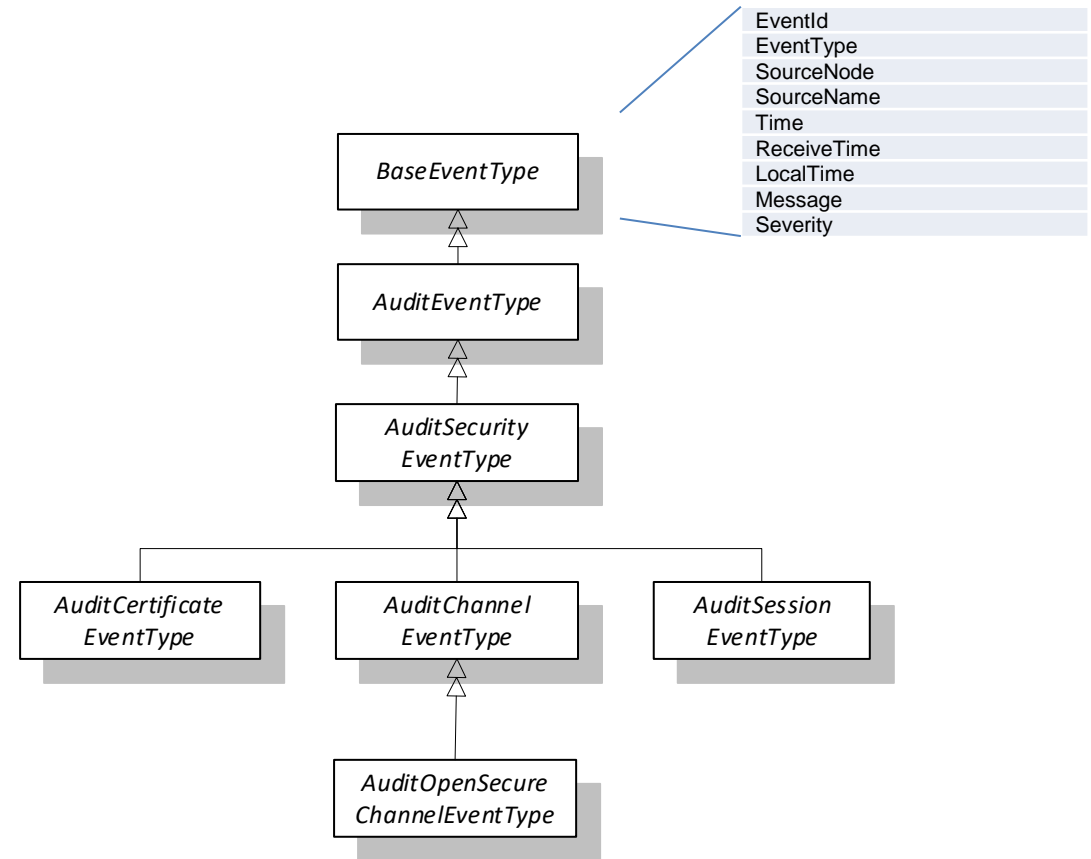 EventId
EventType
SourceNode
SourceName
Time
ReceiveTime
LocalTime
Message
Severity
BaseEventType
AuditEventType
AuditSecurity
EventType
AuditCertificate
EventType
AuditChannel
EventType
AuditSession
EventType
AuditOpenSecure
ChannelEventType